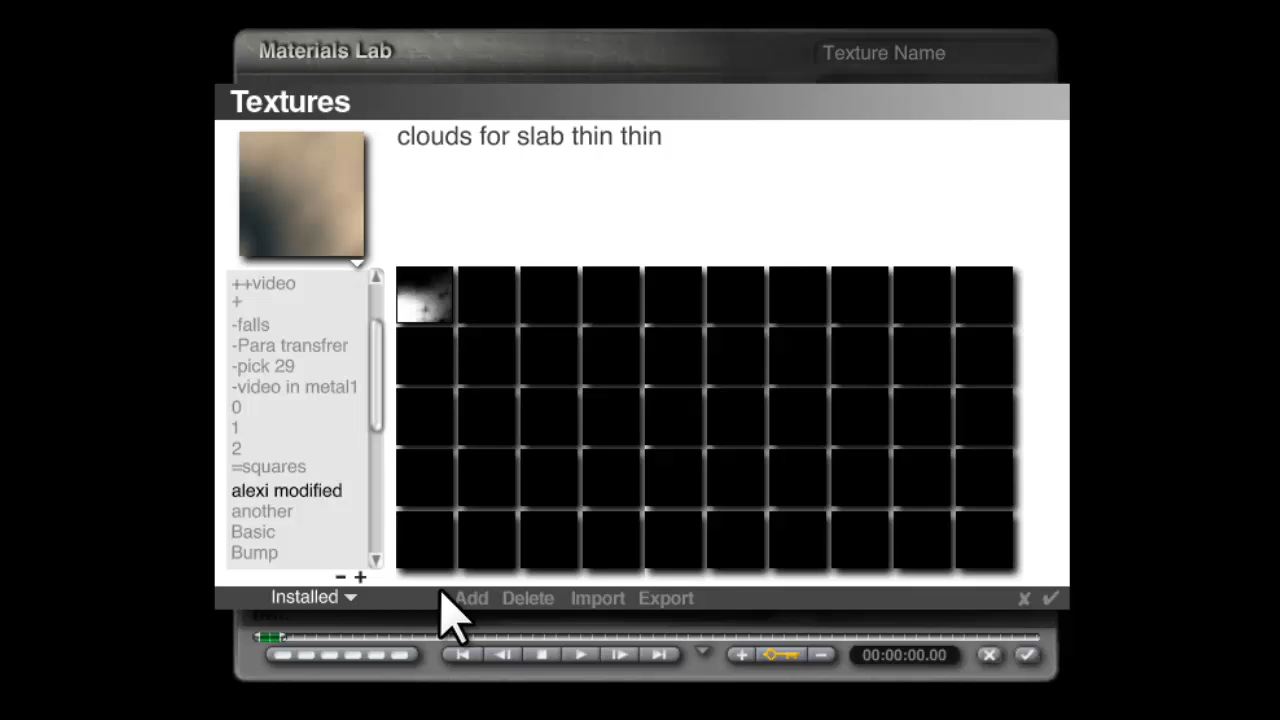 Materials Lab
Texture Name
Textures
clouds for slab thin thin
++video
+
-falls
-Para transfrer
-pick 29
-video in metal1
0
1
2
=squares
alexi modified
another
Basic
Bump
- +
Installed
Add Delete Import Export
00:00:00.00